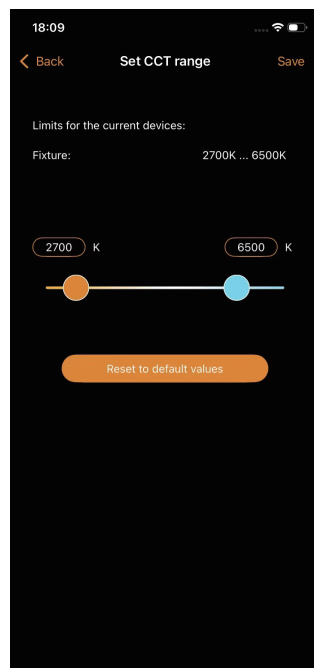 18:09
Back Set CCT range Save
Limits for the current devices:
Fixture: 2700K ... 6500K
2700 K 6500 K
Reset to default values